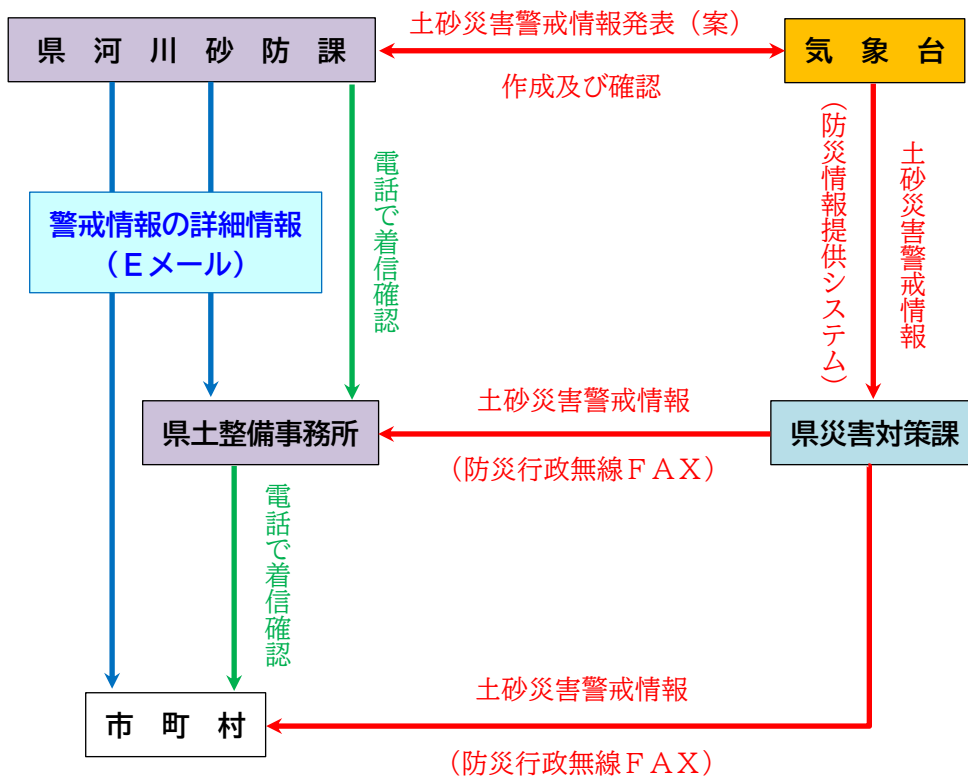 県河川砂防課
土砂災害警戒情報発表（案）
作成及び確認
気象台
電話で着信確認
（防災情報提供システム）
土砂災害警戒情報
警戒情報の詳細情報
（Ｅメール）
県土整備事務所
土砂災害警戒情報
（防災行政無線ＦＡＸ）
県災害対策課
電話で着信確認
市町村
土砂災害警戒情報
（防災行政無線ＦＡＸ）